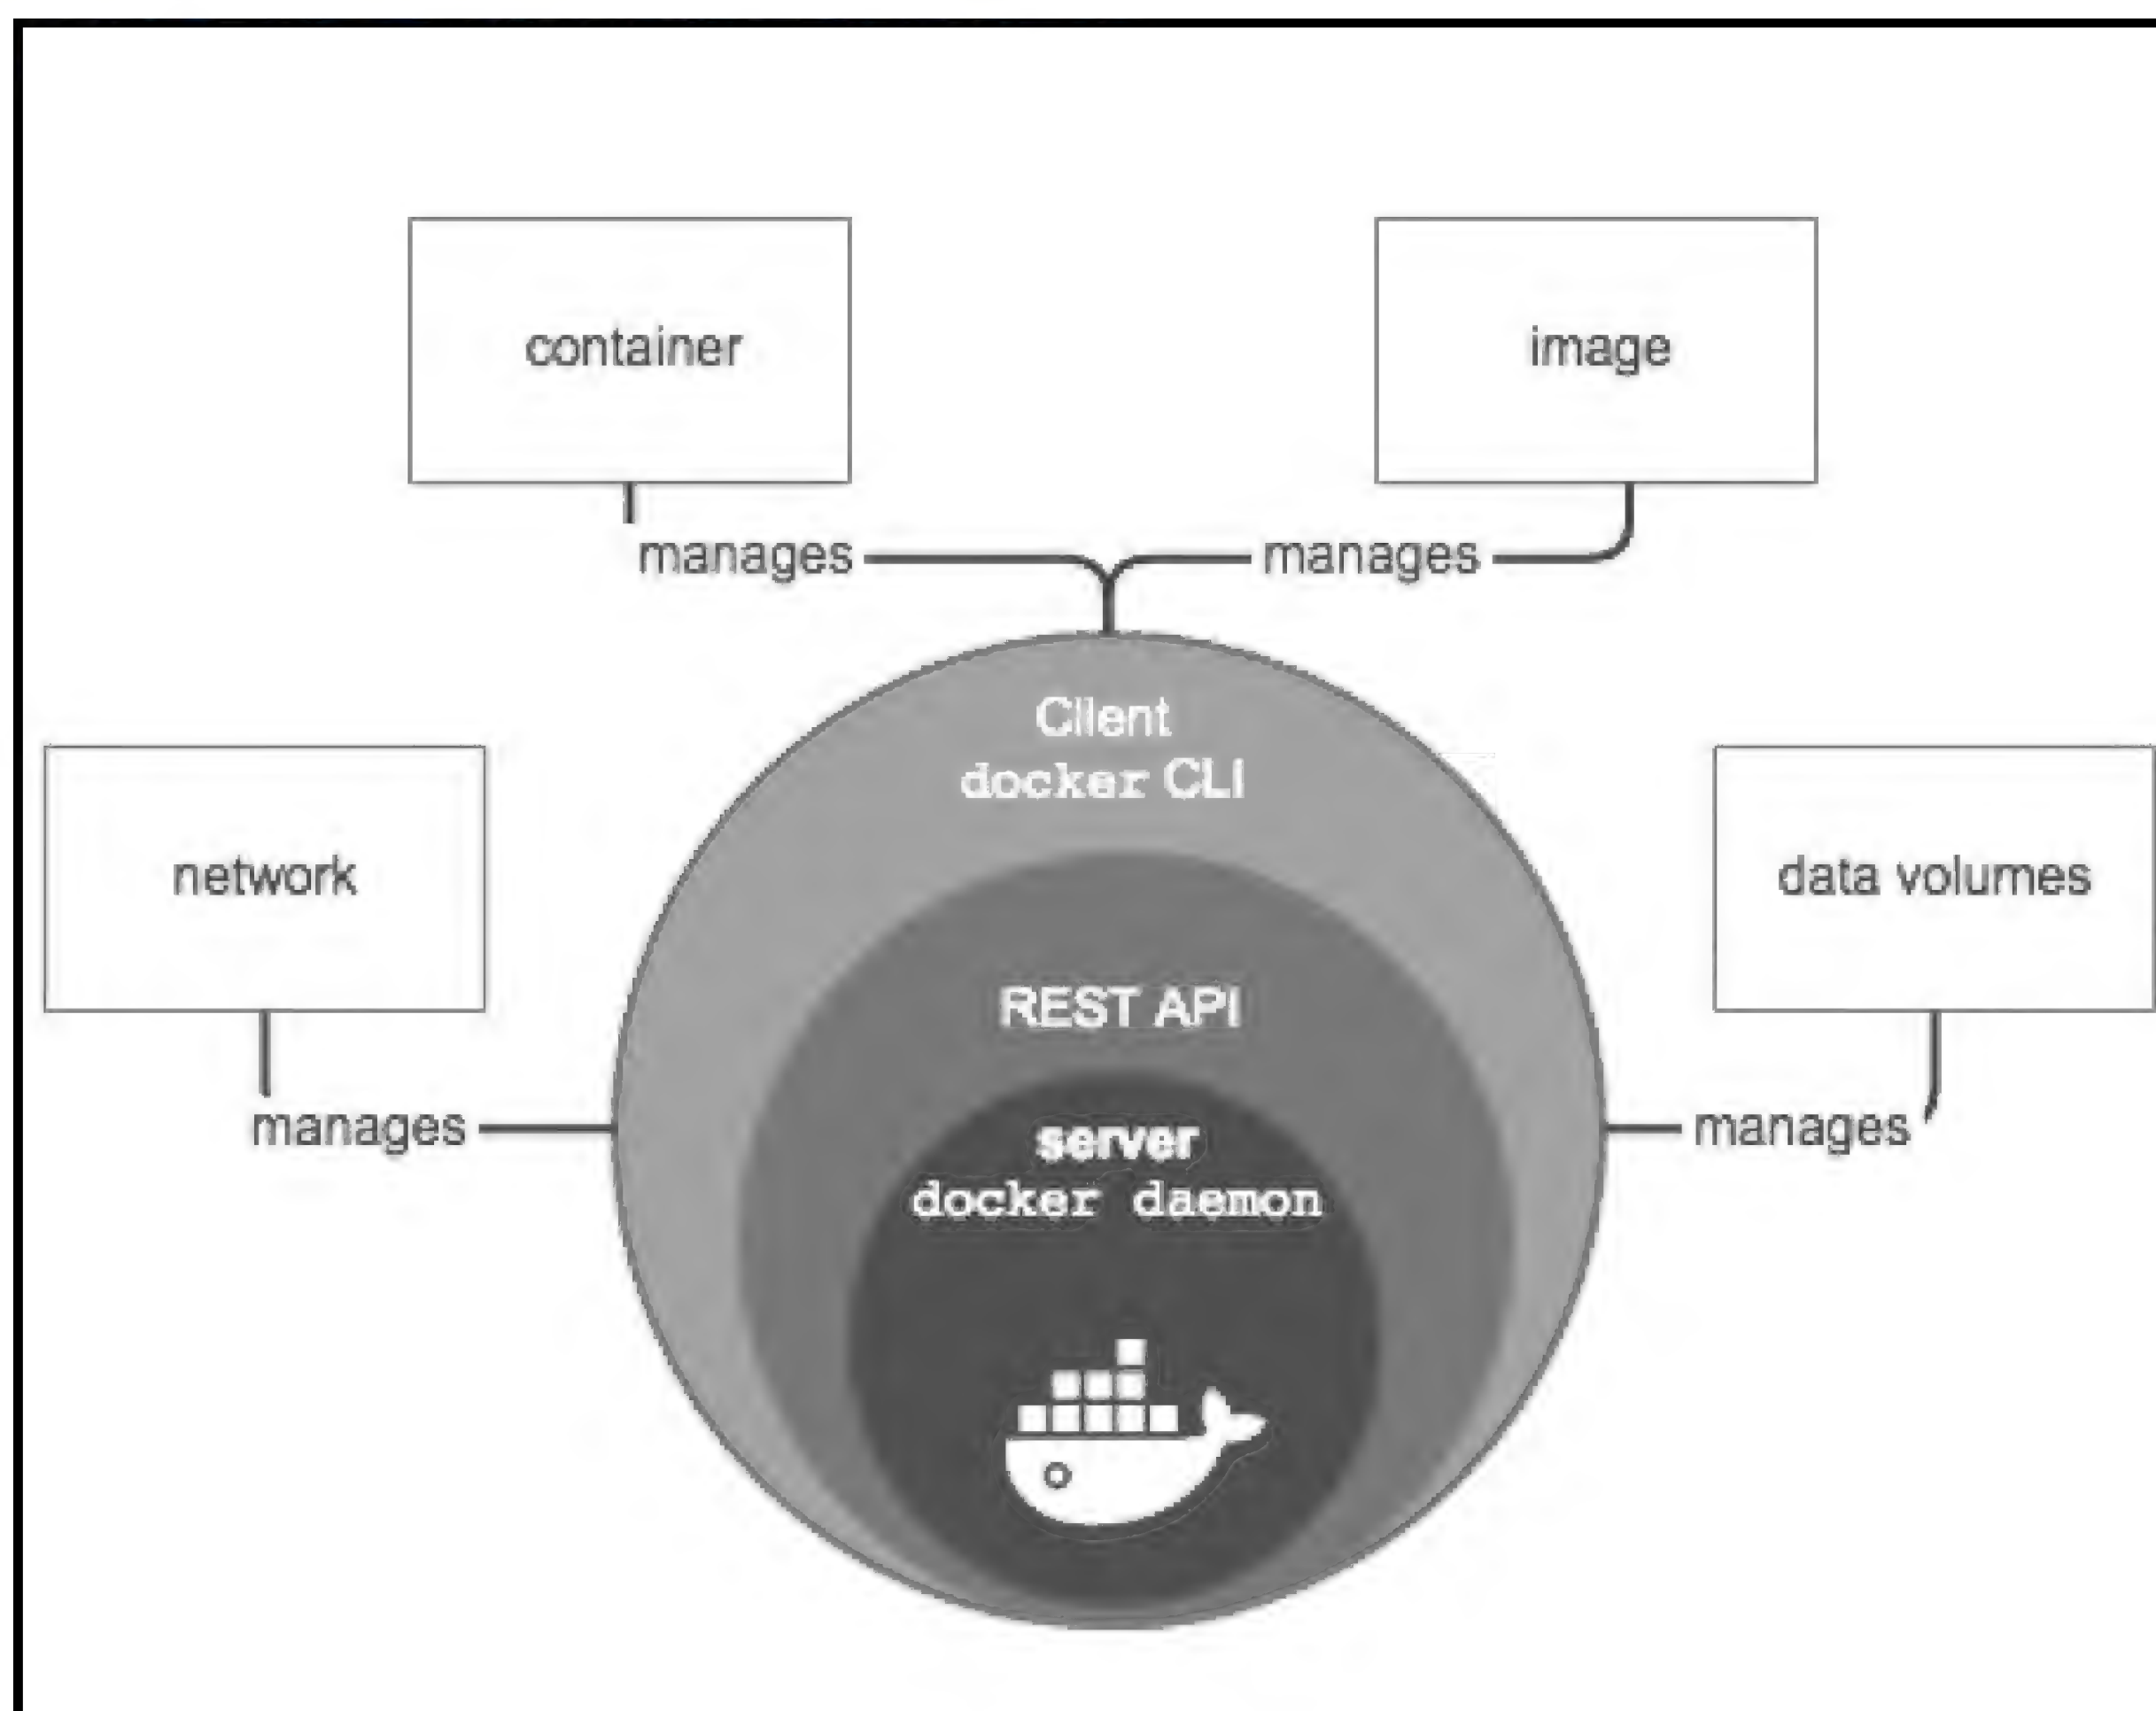 container
image
manages
manages
Client
docker CLI
network
data volumes
REST API
manages
server
manages
docker daemon